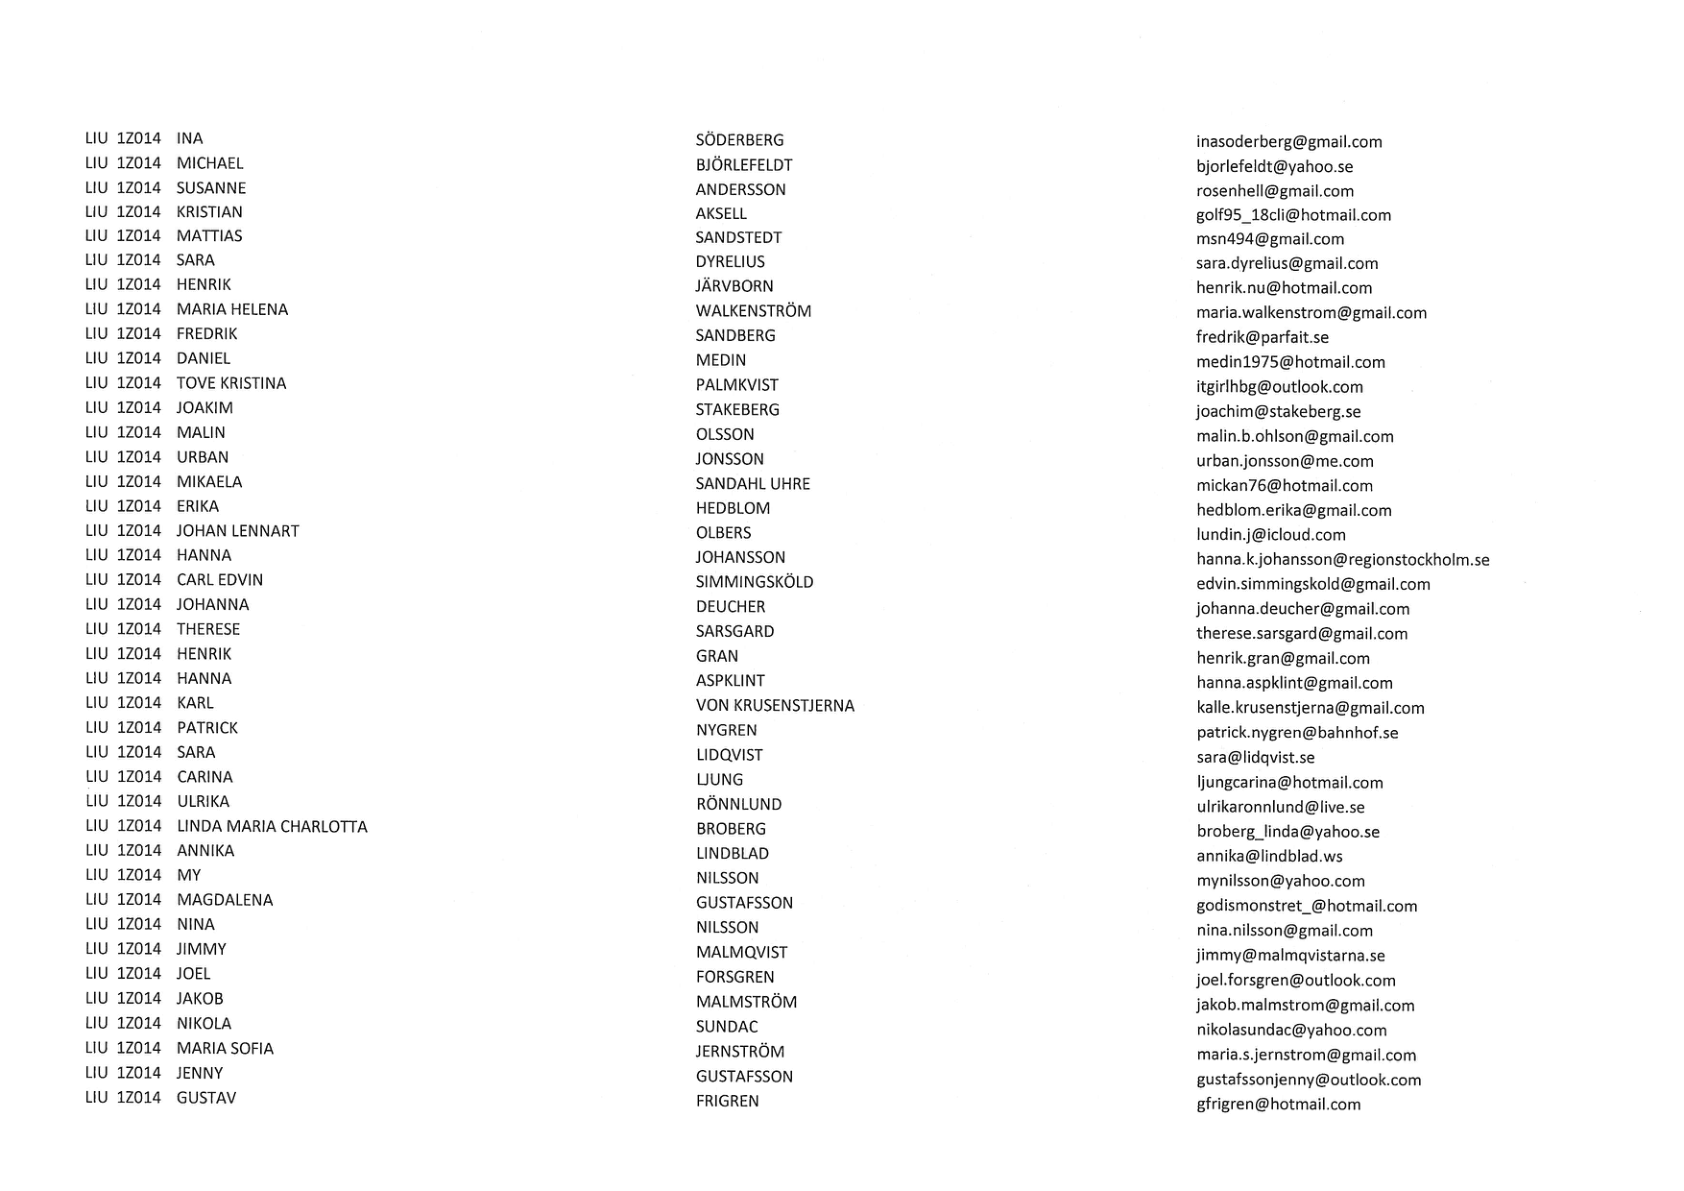 LIU 1Z014 INA SÖDERBERG inasoderberg@gmail.com
LIU 1Z014 MICHAEL BJÖRLEFELDT bjorlefeldt@yahoo.se
LIU 1Z014 SUSANNE ANDERSSON rosenhell@gmail.com
LIU 1Z014 KRISTIAN AKSELL golf95_18cli@hotmail.com
LIU 1Z014 MATTIAS SANDSTEDT msn494@gmail.com
LIU 1Z014 SARA DYRELIUS sara.dyrelius@gmail.com
LIU 1Z014 HENRIK JÄRVBORN henrik.nu@hotmail.com
LIU 1Z014 MARIA HELENA WALKENSTRÖM maria.walkenstrom@gmail.com
LIU 1Z014 FREDRIK SANDBERG fredrik@parfait.se
LIU 1Z014 DANIEL MEDIN medin1975@hotmail.com
LIU 1Z014 TOVE KRISTINA PALMKVIST itgirlhbg@outlook.com
LIU 1Z014 JOAKIM STAKEBERG joachim@stakeberg.se
LIU 1Z014 MALIN OLSSON malin.b.ohlson@gmail.com
LIU 1Z014 URBAN JONSSON urban.jonsson@me.com
LIU 1Z014 MIKAELA SANDAHL UHRE mickan76@hotmail.com
LIU 1Z014 ERIKA HEDBLOM hedblom.erika@gmail.com
LIU 1Z014 JOHAN LENNART OLBERS lundin.j@icloud.com
LIU 1Z014 HANNA JOHANSSON hanna.k.johansson@regionstockholm.se
LIU 1Z014 CARL EDVIN SIMMINGSKÖLD edvin.simmingskold@gmail.com
LIU 1Z014 JOHANNA DEUCHER johanna.deucher@gmail.com
LIU 1Z014 THERESE SARSGARD therese.sarsgard@gmail.com
LIU 1Z014 HENRIK GRAN henrik.gran@gmail.com
LIU 1Z014 HANNA ASPKLINT hanna.aspklint@gmail.com
LIU 1Z014 KARL VON KRUSENSTJERNA kalle.krusenstjerna@gmail.com
LIU 1Z014 PATRICK NYGREN patrick.nygren@bahnhof.se
LIU 1Z014 SARA LIDQVIST sara@lidqvist.se
LIU 1Z014 CARINA LJUNG ljungcarina@hotmail.com
LIU 1Z014 ULRIKA RÖNNLUND ulrikaronnlund@live.se
LIU 1Z014 LINDA MARIA CHARLOTTA BROBERG broberg_linda@yahoo.se
LIU 1Z014 ANNIKA LINDBLAD annika@lindblad.ws
LIU 1Z014 MY NILSSON mynilsson@yahoo.com
LIU 1Z014 MAGDALENA GUSTAFSSON godismonstret_@hotmail.com
LIU 1Z014 NINA NILSSON nina.nilsson@gmail.com
LIU 1Z014 JIMMY MALMQVIST jimmy@malmqvistarna.se
LIU 1Z014 JOEL FORSGREN joel.forsgren@outlook.com
LIU 1Z014 JAKOB MALMSTRÖM jakob.malmstrom@gmail.com
LIU 1Z014 NIKOLA SUNDAC nikolasundac@yahoo.com
LIU 1Z014 MARIA SOFIA JERNSTRÖM maria.s.jernstrom@gmail.com
LIU 1Z014 JENNY GUSTAFSSON gustafssonjenny@outlook.com
LIU 1Z014 GUSTAV FRIGREN gfrigren@hotmail.com